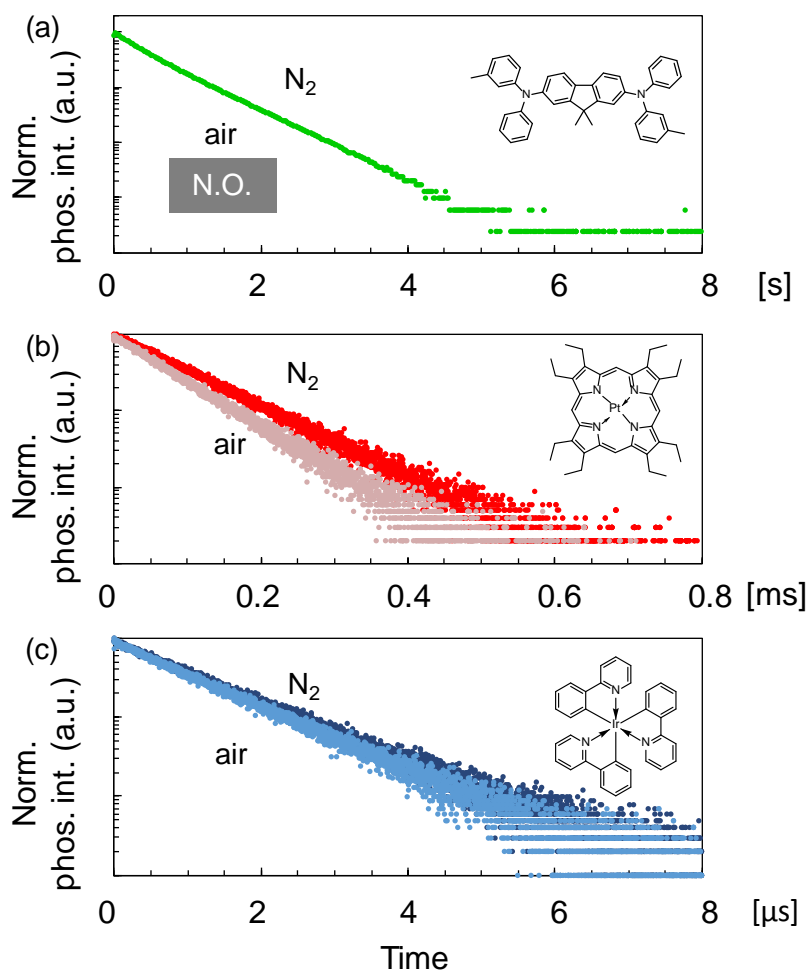 (a)
N2
air
N.O.
Norm.
phos. int. (a.u.)
N
N
0
2
4
6
8
[s]
(b)
N2
air
Norm.
phos. int. (a.u.)
N
N
Pt
N
N
0
0.2
0.4
0.6
0.8
[ms]
(c)
N2
air
Norm.
phos. int. (a.u.)
N
Ir
N
N
0
2
4
6
8
[μs]
Time